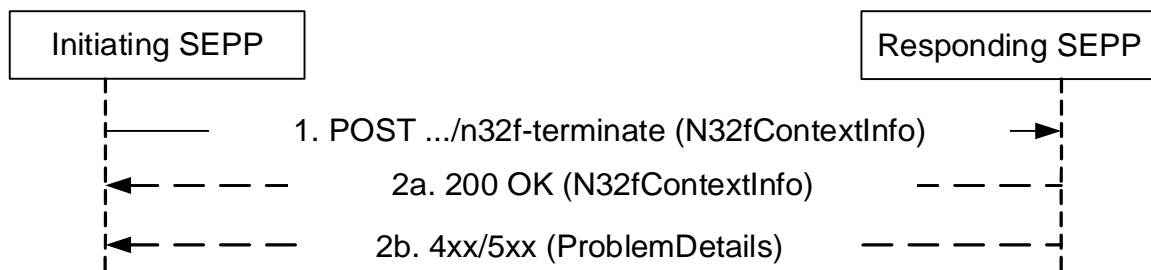 Initiating SEPP
Responding SEPP
1. POST .../n32f-terminate (N32fContextInfo)
2a. 200 OK (N32fContextInfo)
2b. 4xx/5xx (ProblemDetails)